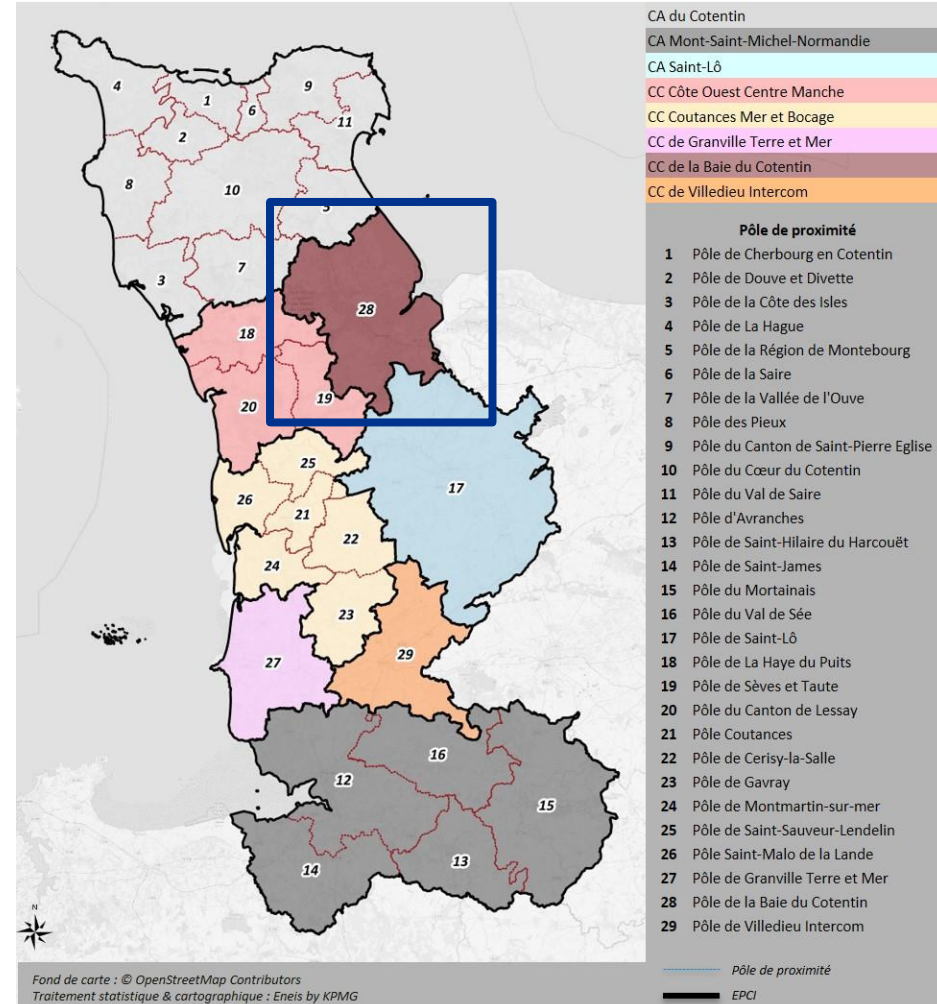 CA du Cotentin
CA Mont-Saint-Michel-Normandie
CA Saint-Lô
CC Côte Ouest Centre Manche
CC Coutances Mer et Bocage
CC de Granville Terre et Mer
CC de la Baie du Cotentin
CC de Villedieu Intercom
Pôle de proximité
1 Pôle de Cherbourg en Cotentin
2 Pôle de Douve et Divette
3 Pôle de la Côte des Isles
4 Pôle de La Hague
5 Pôle de la Région de Montebourg
6 Pôle de la Saire
7 Pôle de la Vallée de l'Ouve
8 Pôle des Pieux
9 Pôle du Canton de Saint-Pierre Eglise
10 Pôle du Cœur du Cotentin
11 Pôle du Val de Saire
12 Pôle d'Avranches
13 Pôle de Saint-Hilaire du Harcouët
14 Pôle de Saint-James
15 Pôle du Mortainais
16 Pôle du Val de Sée
17 Pôle de Saint-Lô
18 Pôle de La Haye du Puits
19 Pôle de Sèves et Taute
20 Pôle du Canton de Lessay
21 Pôle Coutances
22 Pôle de Cerisy-la-Salle
23 Pôle de Gavray
24 Pôle de Montmartin-sur-mer
25 Pôle de Saint-Sauveur-Lendelin
26 Pôle Saint-Malo de la Lande
27 Pôle de Granville Terre et Mer
28 Pôle de la Baie du Cotentin
29 Pôle de Villedieu Intercom
Pôle de proximité
EPCI
4
1
9
6
11
2
8
10
5
7
3
28
18
19
20
25
17
26
21
22
24
23
27
29
16
12
15
13
14
N
Fond de carte : © OpenStreetMap Contributors
Traitement statistique & cartographique : Eneis by KPMG